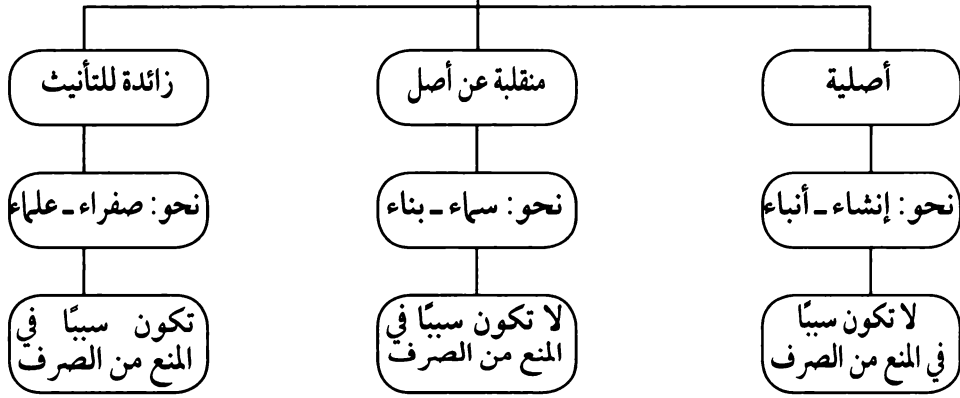 أصلية
منقلبة عن أصل
زائدة للتأنيث
نحو: إنشاء ـ أنباء
نحو: سماء ـ بناء
نحو: صفراء ـ علماء
لا تكون سببًا
في المنع من الصرف
لا تكون سببًا في
المنع من الصرف
تكون سببًا في
المنع من الصرف